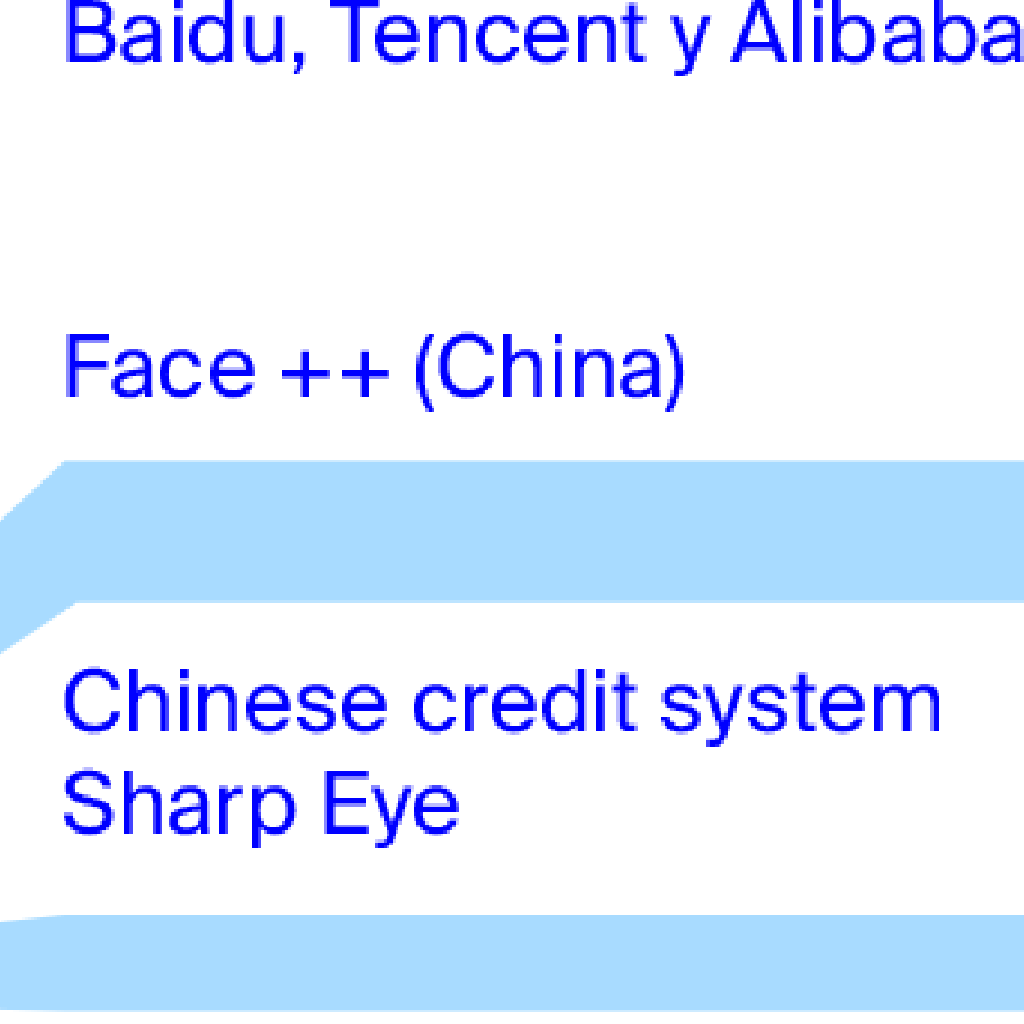 Baidu, Tencent y Alibaba
Face ++ (China)
Chinese credit system
Sharp Eye